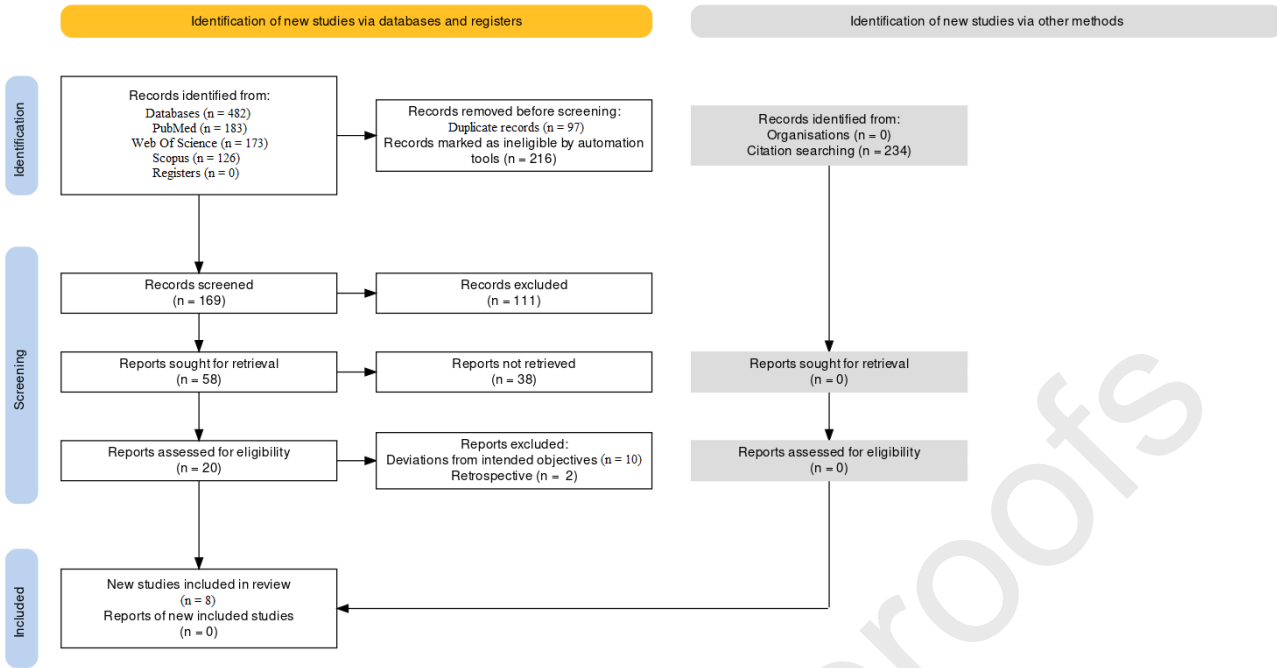 Identification of new studies via databases and registers
Identification of new studies via other methods
Identification
Records identified from:
Databases (n = 482)
PubMed (n = 183)
Web Of Science (n = 173)
Scopus (n = 126)
Registers (n = 0)
Records removed before screening:
Duplicate records (n = 97)
Records marked as ineligible by automation
tools (n = 216)
Records identified from:
Organisations (n = 0)
Citation searching (n = 234)
Screening
Records screened
(n = 169)
Records excluded
(n = 111)
Reports sought for retrieval
(n = 58)
Reports not retrieved
(n = 38)
Reports sought for retrieval
(n = 0)
Reports assessed for eligibility
(n = 20)
Reports excluded:
Deviations from intended objectives (n = 10)
Retrospective (n = 2)
Reports assessed for eligibility
(n = 0)
Included
New studies included in review
(n = 8)
Reports of new included studies
(n = 0)
roofs